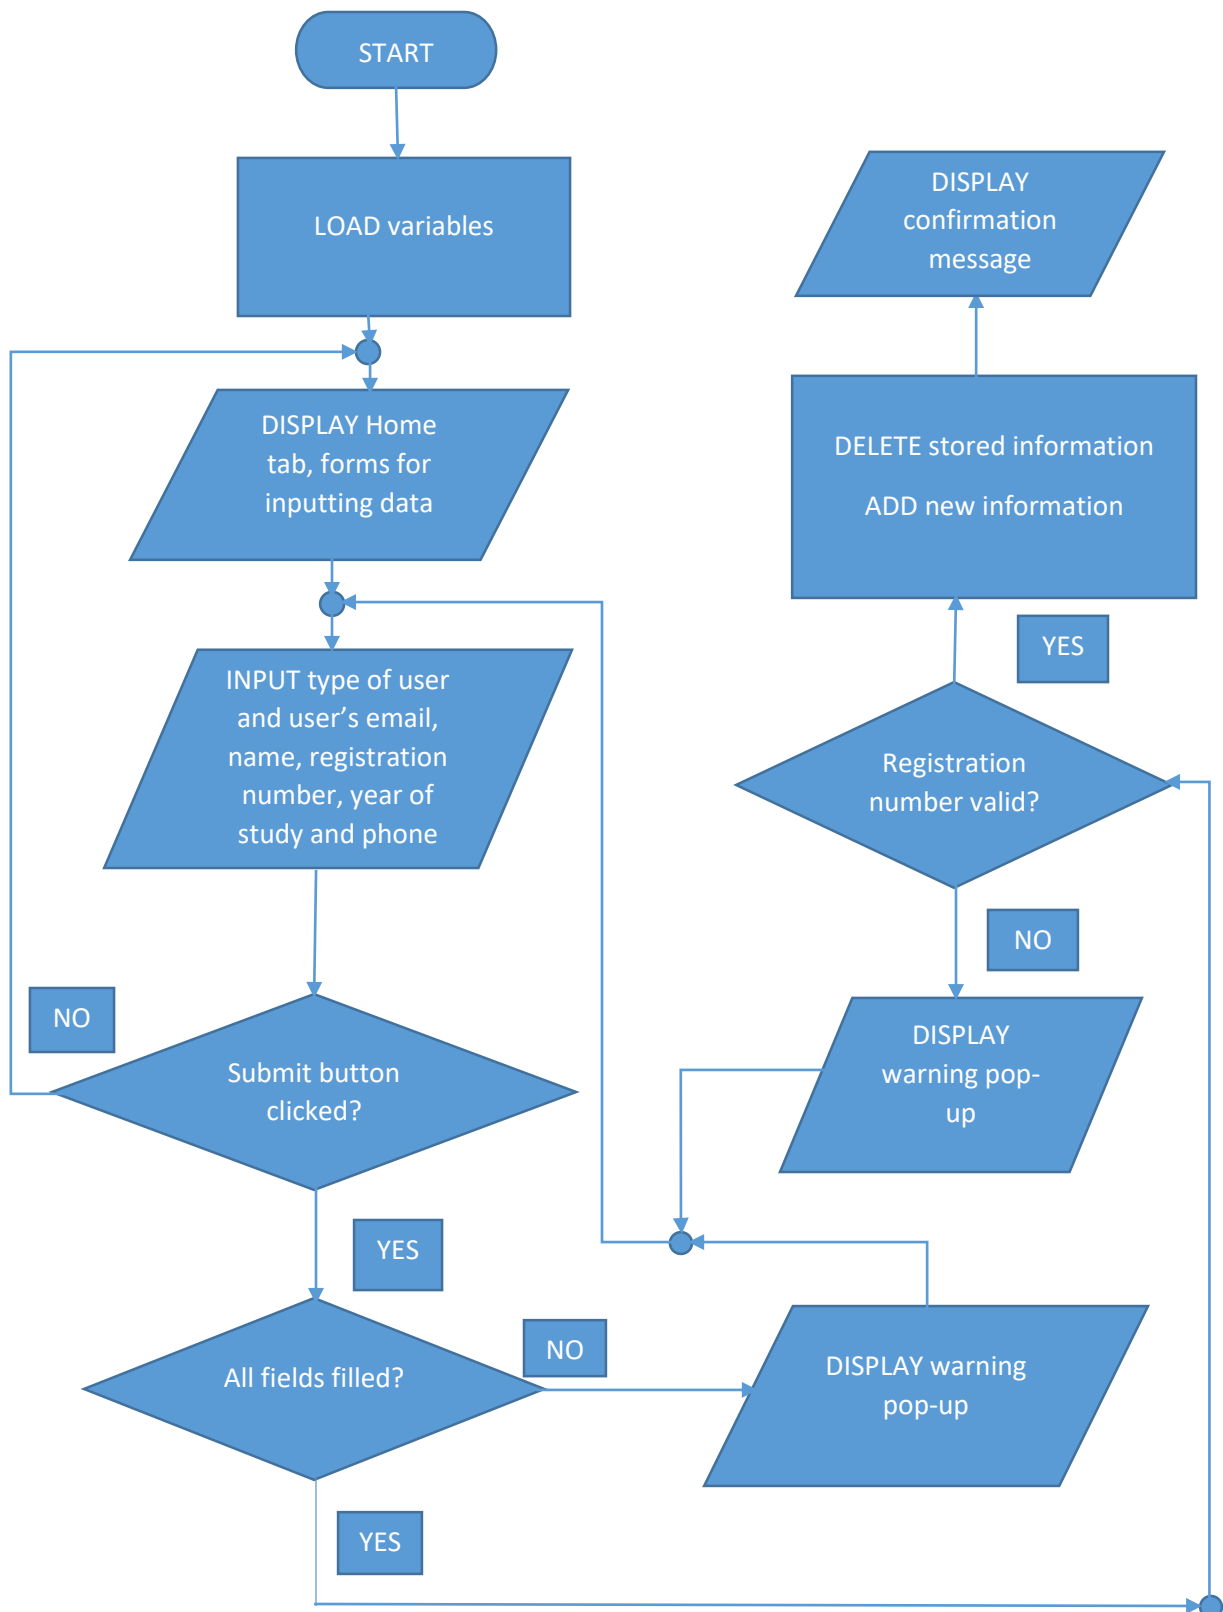 START
LOAD variables
DISPLAY Home
tab, forms for
inputting data
INPUT type of user
and user’s email,
name, registration
number, year of
study and phone
NO
Submit button
clicked?
YES
All fields filled?
NO
YES
DISPLAY
confirmation
message
DELETE stored information
ADD new information
YES
Registration
number valid?
NO
DISPLAY
warning pop-
up
DISPLAY warning
pop-up